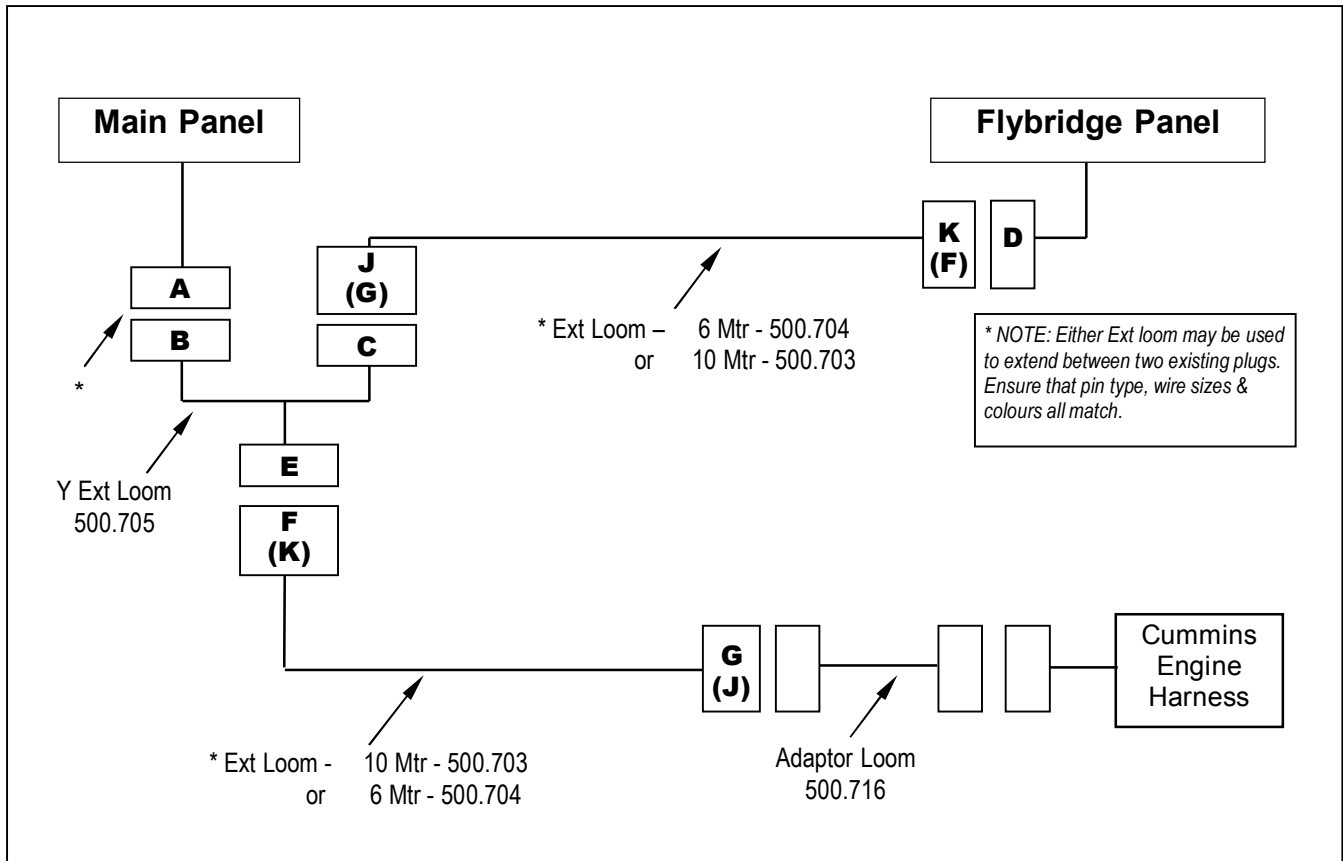 Main Panel
Flybridge Panel
A
B
*
J
(G)
C
K
(F)
D
* Ext Loom – 6 Mtr - 500.704
or 10 Mtr - 500.703
* NOTE: Either Ext loom may be used
to extend between two existing plugs.
Ensure that pin type, wire sizes &
colours all match.
Y Ext Loom
500.705
E
F
(K)
G
(J)
Cummins
Engine
Harness
* Ext Loom - 10 Mtr - 500.703
or 6 Mtr - 500.704
Adaptor Loom
500.716